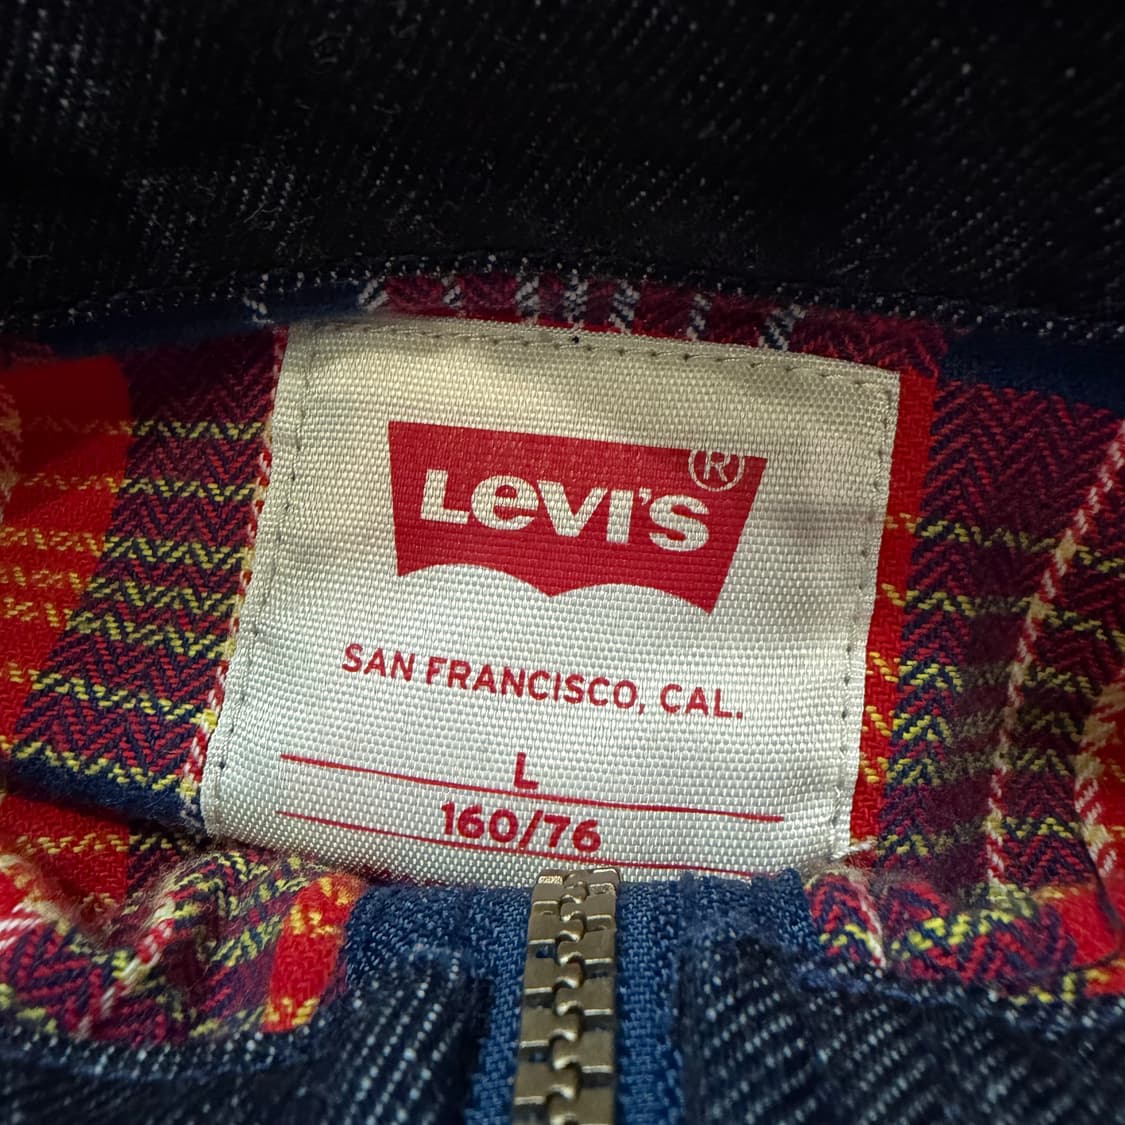 LEVI'S®
SAN FRANCISCO, CAL.
L
160/76